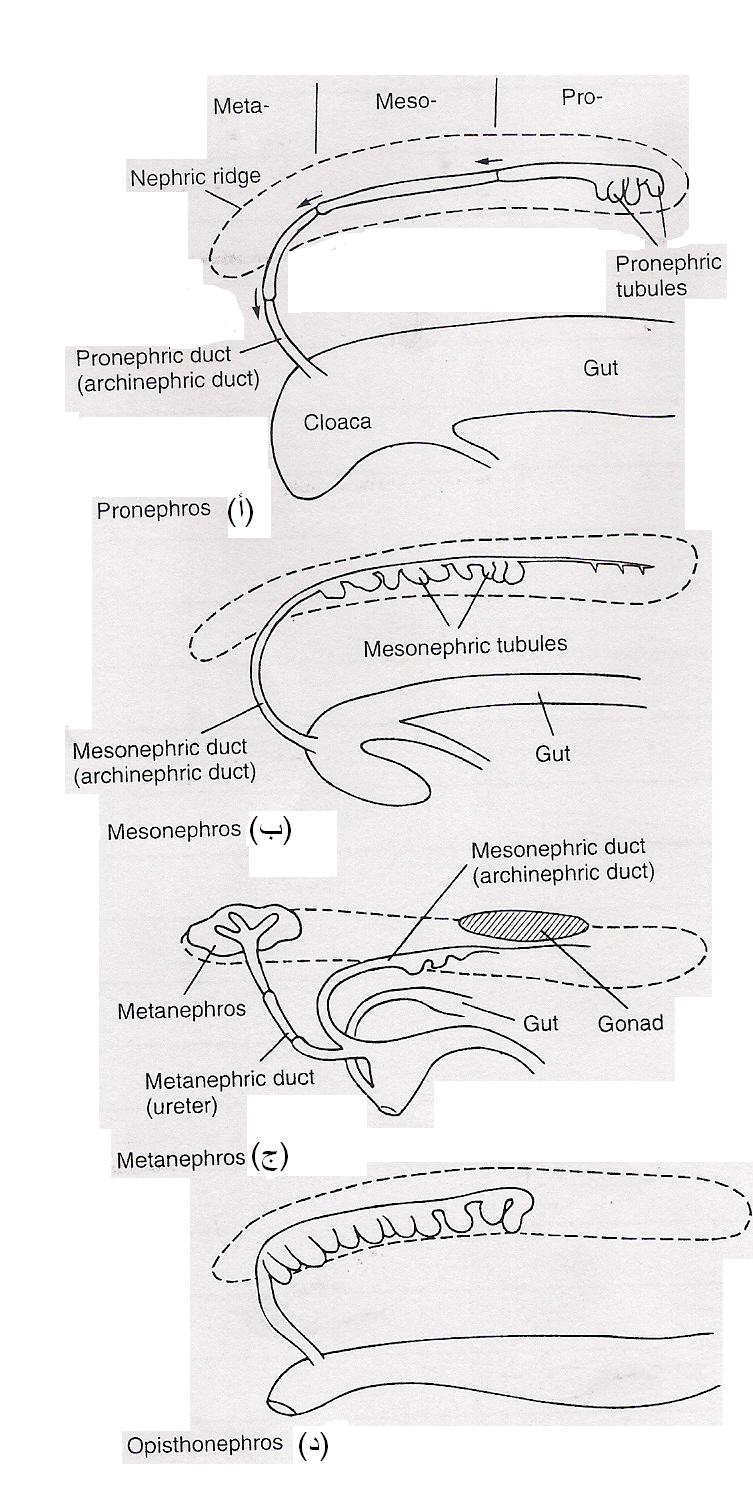 Meta- Meso- Pro-
Nephric ridge
Pronephric
tubules
Pronephric duct
(archinephric duct)
Gut
Cloaca
Pronephros (أ)
Mesonephric tubules
Mesonephric duct
(archinephric duct)
Gut
Mesonephros (ب)
Mesonephric duct
(archinephric duct)
Metanephros
Gut Gonad
Metanephric duct
(ureter)
Metanephros (ج)
Opisthonephros (د)